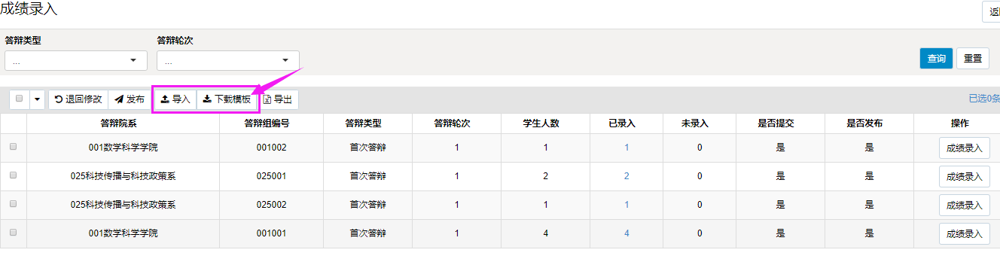 成绩录入
返
答辩类型 答辩轮次
... ... 查询 重置
退回修改 发布 导入 下载模板 导出 已选0条
答辩院系 答辩组编号 答辩类型 答辩轮次 学生人数 已录入 未录入 是否提交 是否发布 操作
001数学科学学院 001002 首次答辩 1 1 1 0 是 是 成绩录入
025科技传播与科技政策系 025001 首次答辩 1 2 2 0 是 是 成绩录入
025科技传播与科技政策系 025002 首次答辩 1 1 1 0 是 是 成绩录入
001数学科学学院 001001 首次答辩 1 4 4 0 是 是 成绩录入